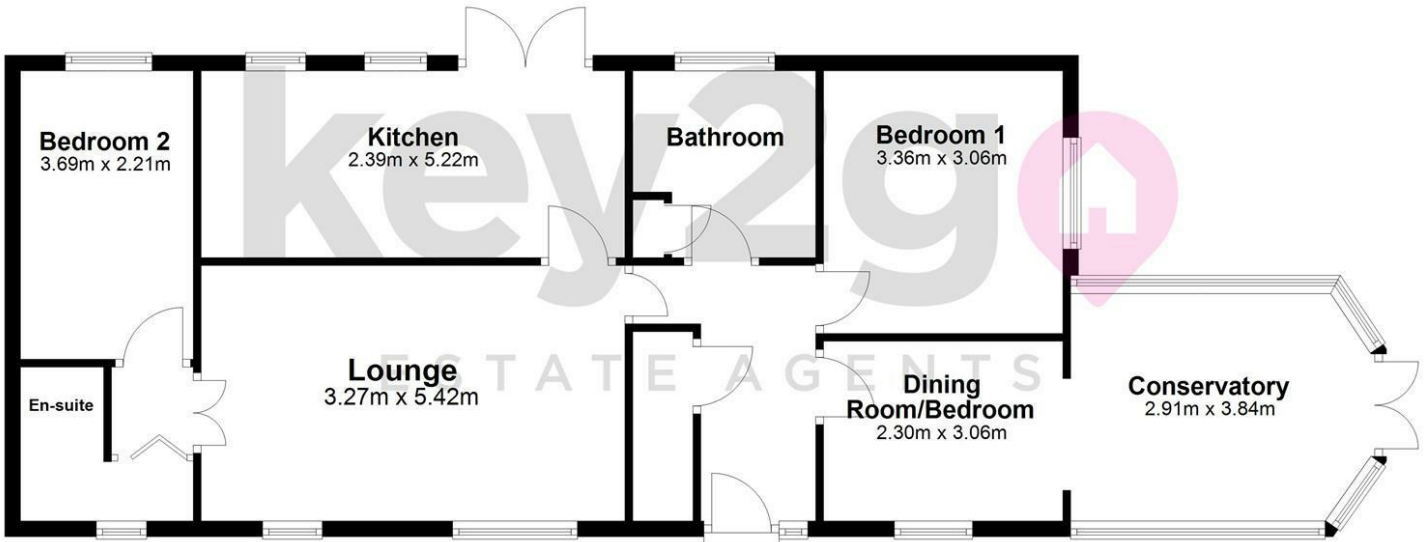 key2g
ESTATE AGENTS
Bedroom 2
3.69m x 2.21m
Kitchen
2.39m x 5.22m
Bathroom
Bedroom 1
3.36m x 3.06m
En-suite
Lounge
3.27m x 5.42m
Dining
Room/Bedroom
2.30m x 3.06m
Conservatory
2.91m x 3.84m